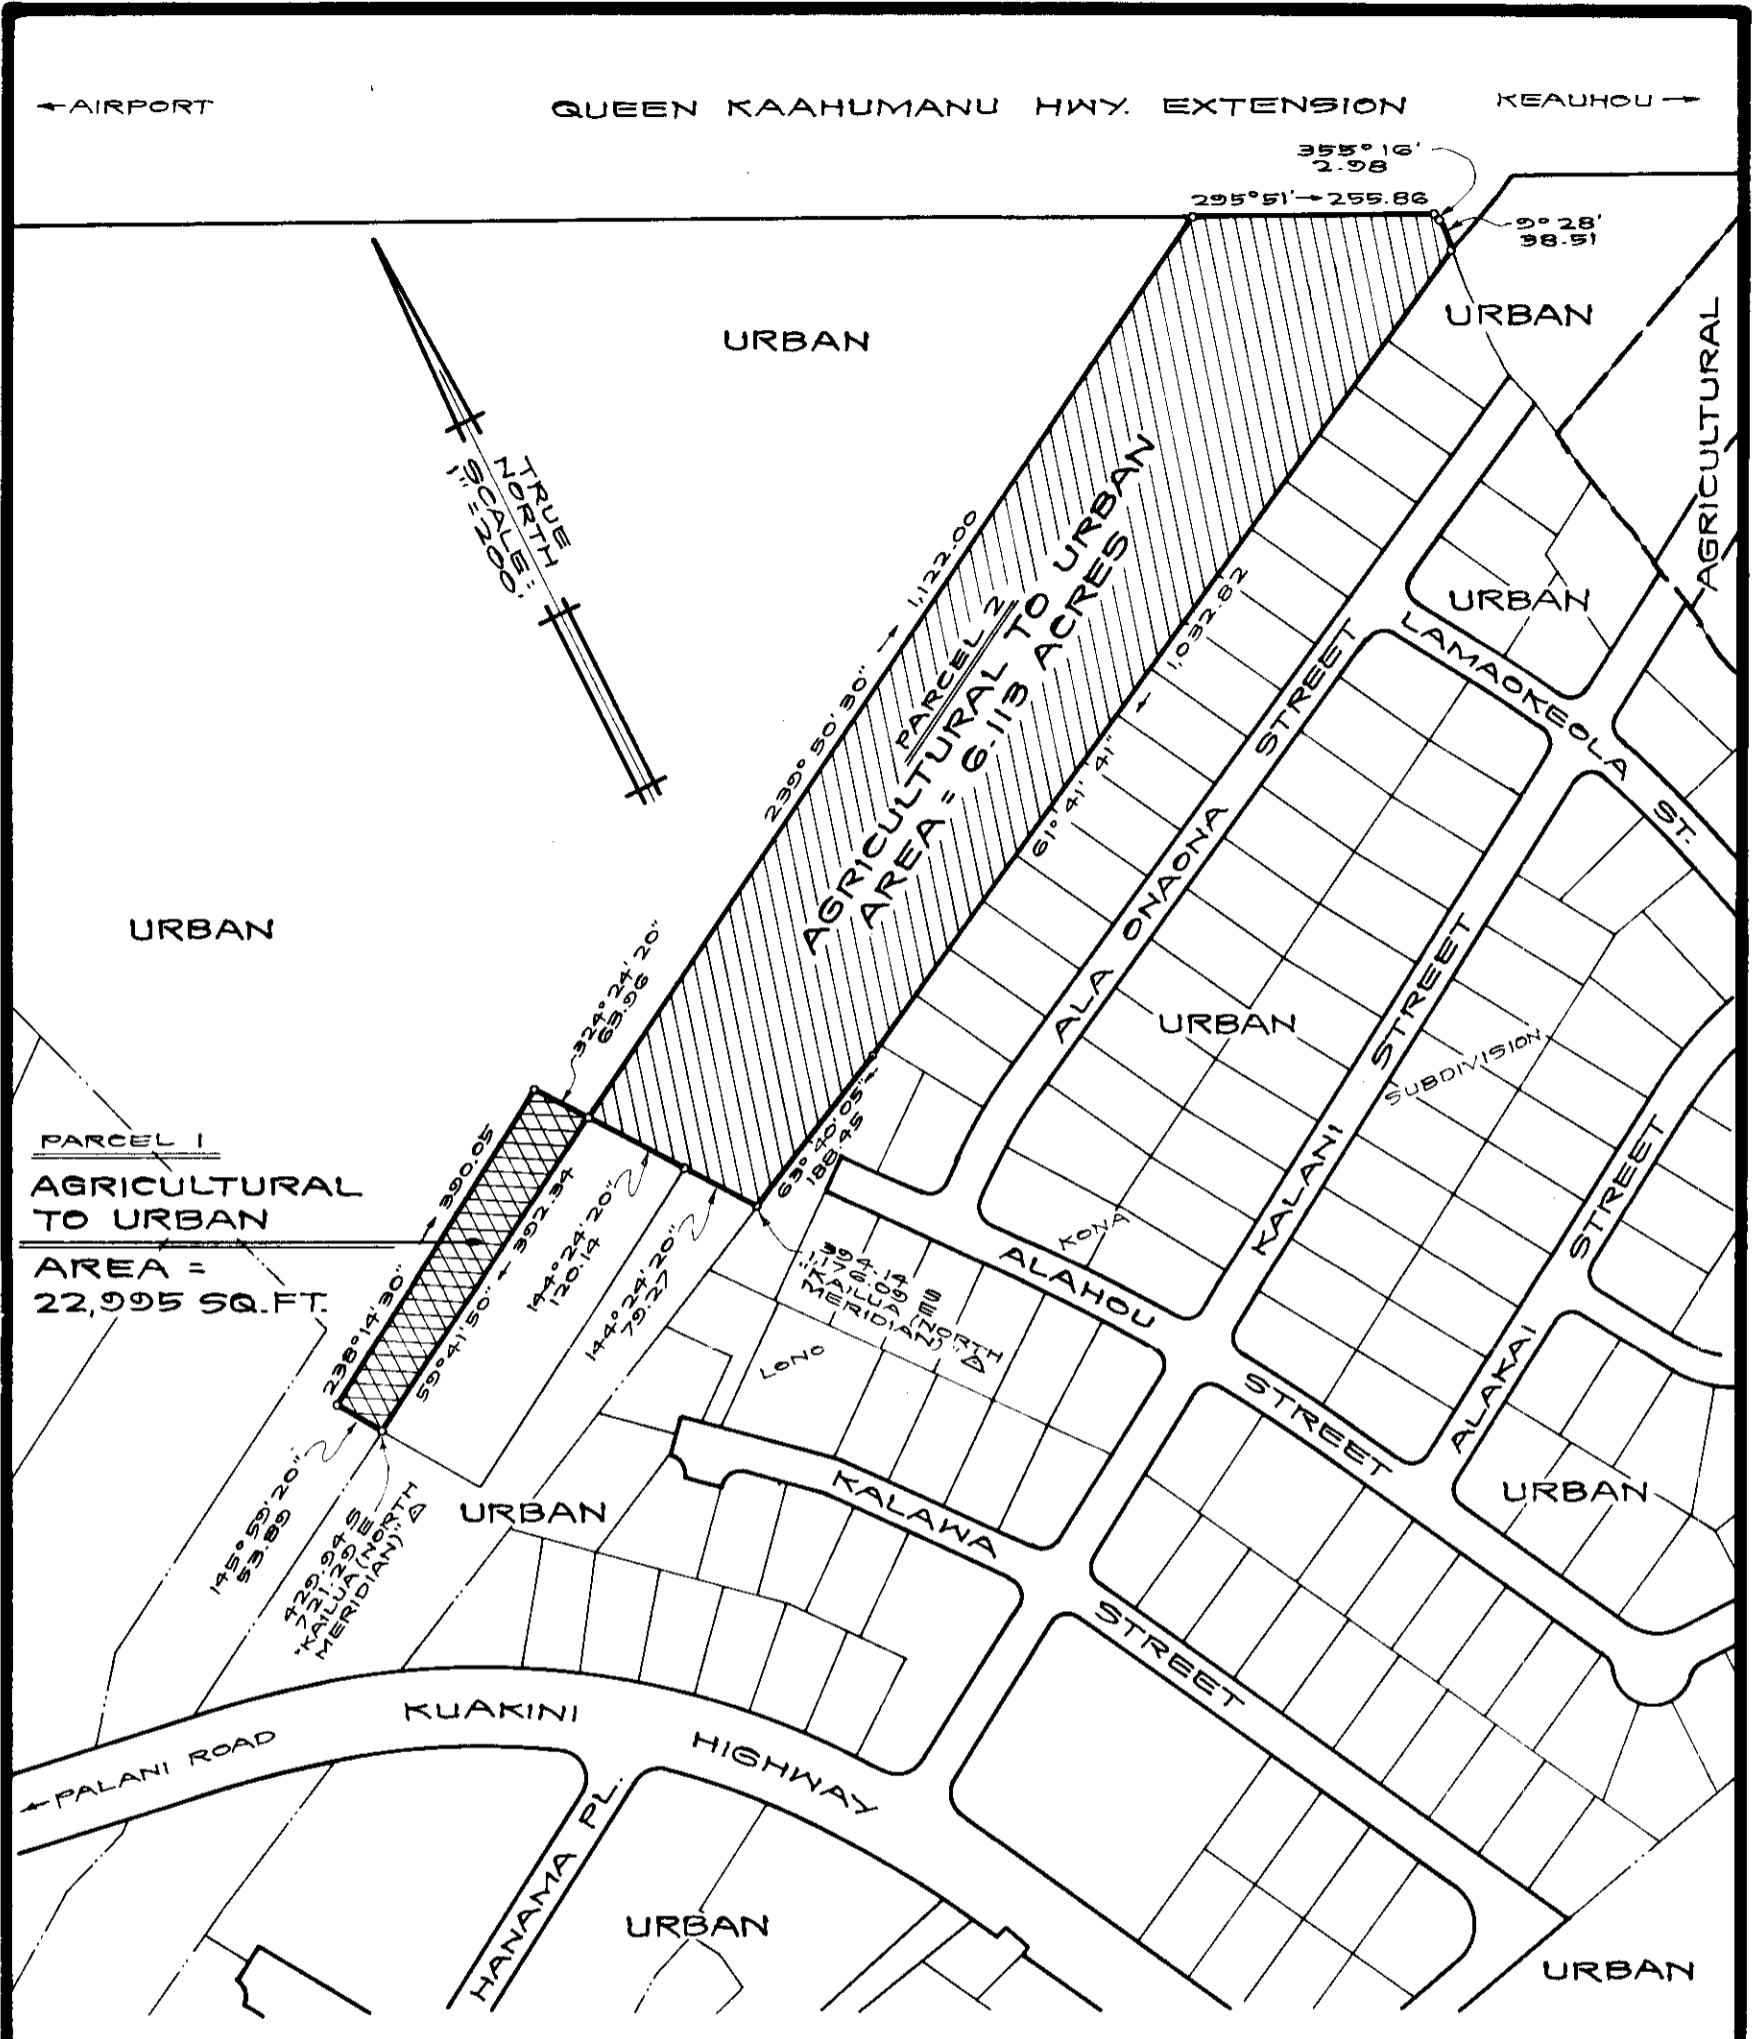 ←AIRPORT
QUEEN KAAHUMANU HWY. EXTENSION
KEAUHOU→
355°16'
2.98
295°51'→255.86
9°28'
38.51
URBAN
URBAN
AGRICULTURAL
TRUE
NORTH
SCALE:
1"=200'
1,122.00
239°50'30"
PARCEL 2
AGRICULTURAL TO URBAN
AREA = 6.113 ACRES
1,032.82
61°41'41"
URBAN
LAMAOKEOLA ST.
ALA ONAONA STREET
URBAN
324°24'20"
63.96
URBAN
KALANI STREET
SUBDIVISION
ALAKAI STREET
63°40'05"
188.45
PARCEL 1
AGRICULTURAL
TO URBAN
AREA =
22,995 SQ.FT.
238°14'30"→390.05
59°41'50"←392.34
144°24'20"
120.14
144°24'20"
79.27
394.14 S
1,176.09 E
"KAILUA (NORTH
MERIDIAN)" △
KONA
ALAHOU STREET
LONO
145°59'20"
53.89
429.94 S
721.29 E
"KAILUA (NORTH
MERIDIAN)" △
URBAN
KALAWA STREET
URBAN
KUAKINI HIGHWAY
←PALANI ROAD
HANAMA PL.
URBAN
URBAN